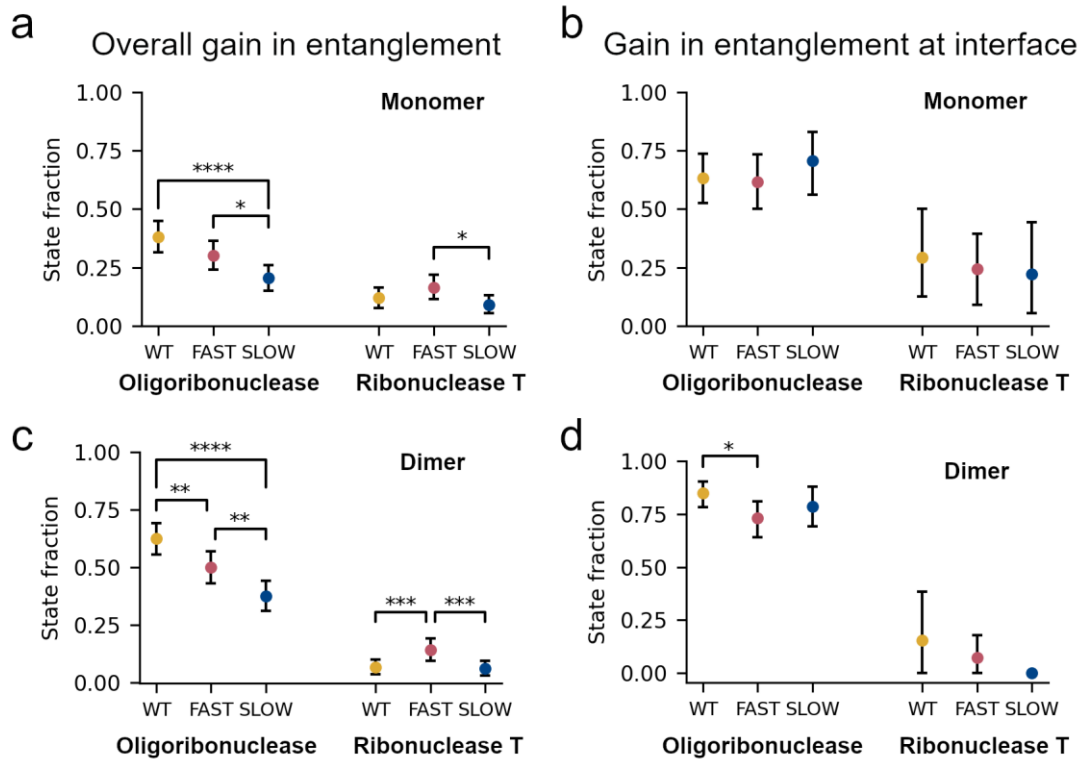 a
Overall gain in entanglement
Monomer
State fraction
1.00
0.75
0.50
0.25
0.00
****
*
*
WT FAST SLOW WT FAST SLOW
Oligoribonuclease Ribonuclease T
b
Gain in entanglement at interface
Monomer
State fraction
1.00
0.75
0.50
0.25
0.00
WT FAST SLOW WT FAST SLOW
Oligoribonuclease Ribonuclease T
c
Dimer
State fraction
1.00
0.75
0.50
0.25
0.00
****
**
**
*** ***
WT FAST SLOW WT FAST SLOW
Oligoribonuclease Ribonuclease T
d
Dimer
State fraction
1.00
0.75
0.50
0.25
0.00
*
WT FAST SLOW WT FAST SLOW
Oligoribonuclease Ribonuclease T